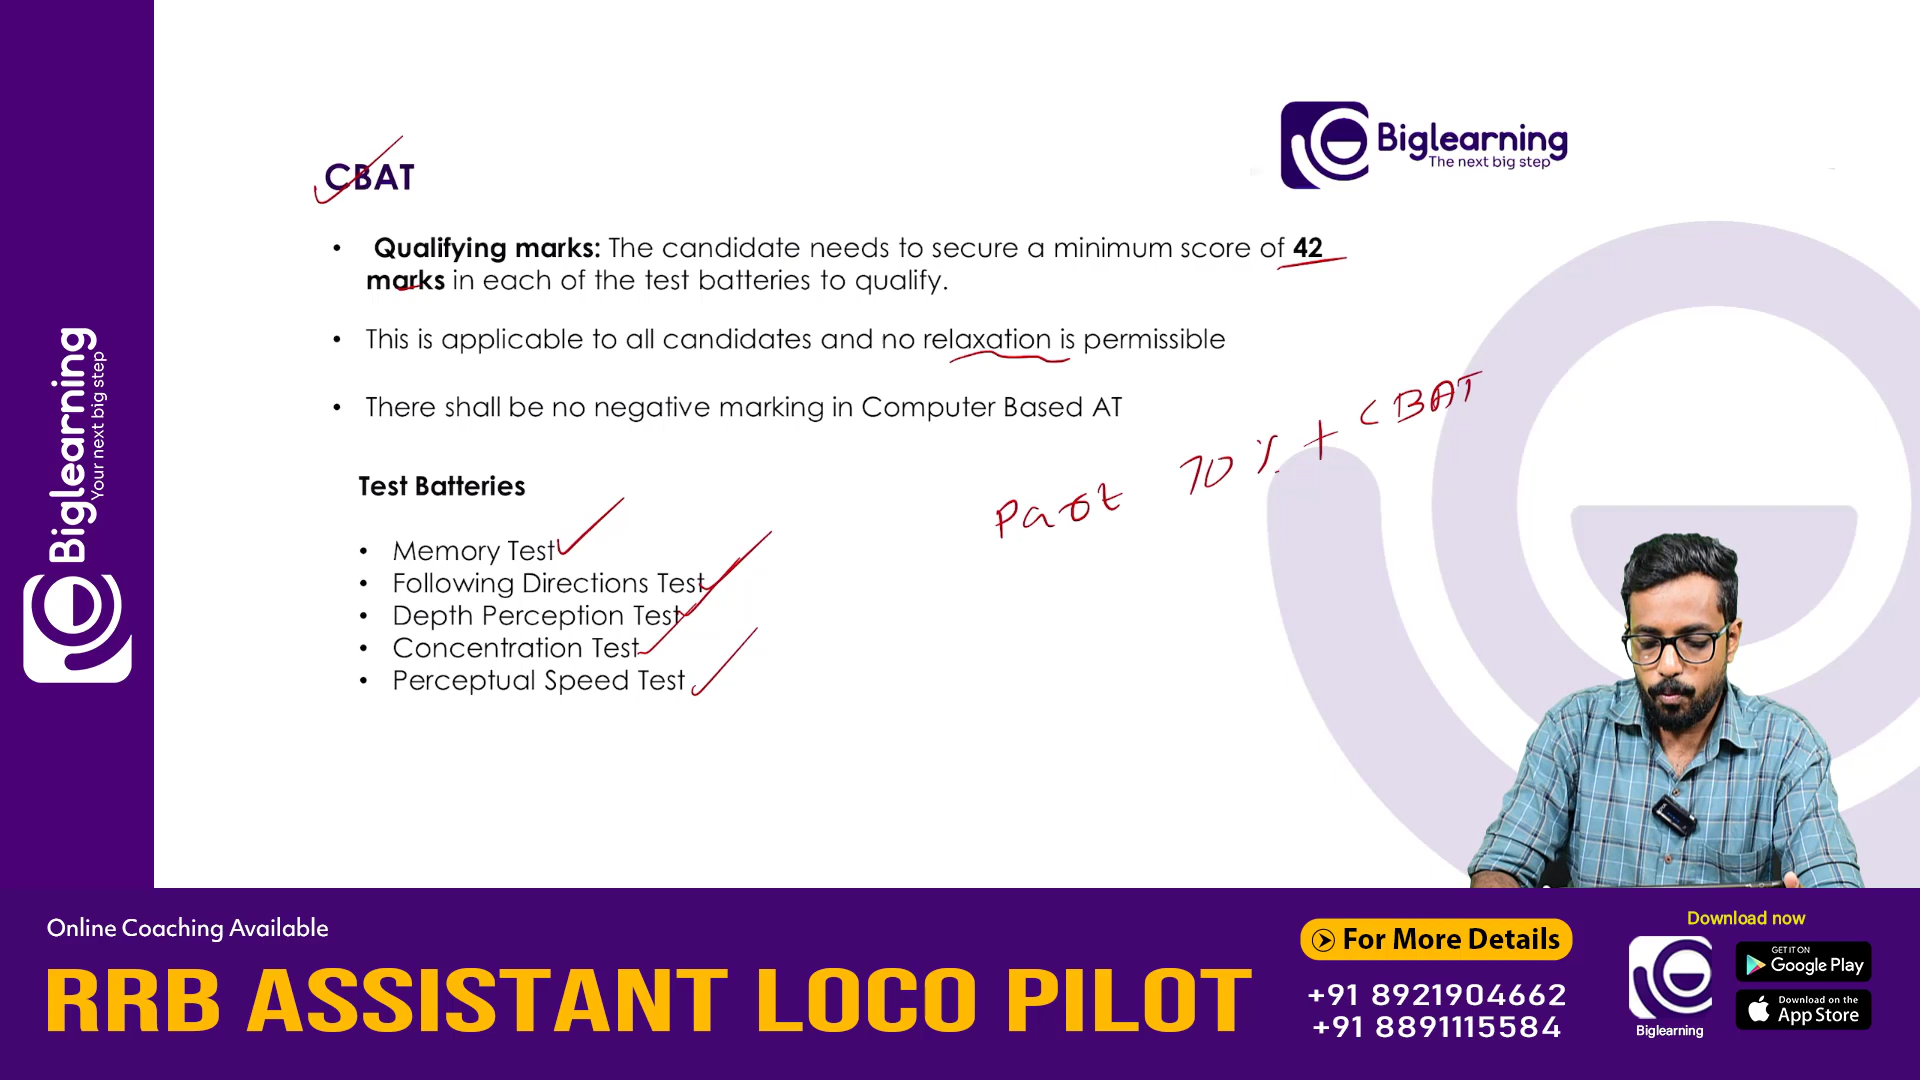 Biglearning
The next big step
CBAT
• Qualifying marks: The candidate needs to secure a minimum score of 42
marks in each of the test batteries to qualify.
• This is applicable to all candidates and no relaxation is permissible
• There shall be no negative marking in Computer Based AT
70 % + CBAT
Test Batteries
• Memory Test
• Following Directions Test
• Depth Perception Test
• Concentration Test
• Perceptual Speed Test
Biglearning
Your next big step
Online Coaching Available
RRB ASSISTANT LOCO PILOT
For More Details
+91 8921904662
+91 8891115584
Download now
Biglearning
GET IT ON
Google Play
Download on the
App Store